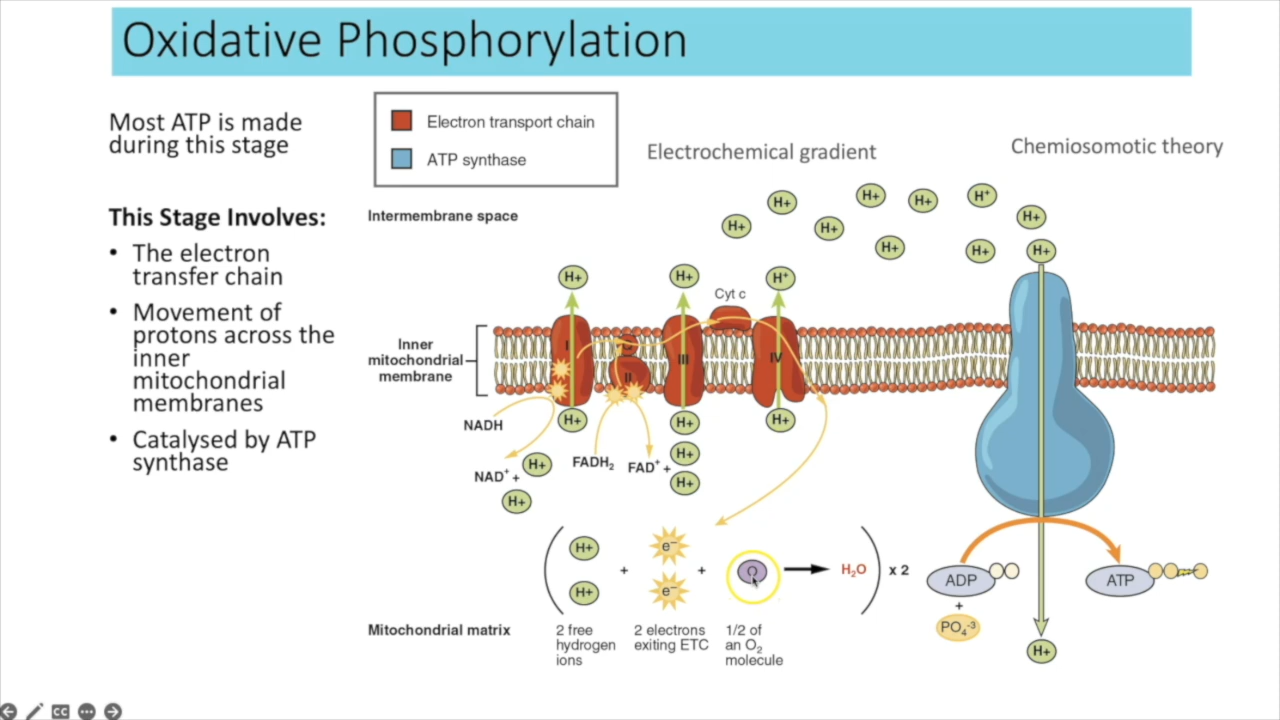 Oxidative Phosphorylation
Most ATP is made
during this stage
This Stage Involves:
• The electron
transfer chain
• Movement of
protons across the
inner
mitochondrial
membranes
• Catalysed by ATP
synthase
Electron transport chain
ATP synthase
Electrochemical gradient
Chemiosomotic theory
Intermembrane space
H+
H+
H+
H+
H+
H+
H+
H⁺
H+
H+
H+
H+
H+
H⁺
Cyt c
Inner
mitochondrial
membrane
I
Q
II
III
IV
H+
H+
H+
H+
H+
NADH
NAD⁺ +
H+
H+
FADH₂
FAD⁺ +
H+
H+
+
e⁻
e⁻
+
O
H₂O
x 2
2 free
hydrogen
ions
2 electrons
exiting ETC
1/2 of
an O₂
molecule
Mitochondrial matrix
ADP
+
PO₄⁻³
ATP
H+
CC